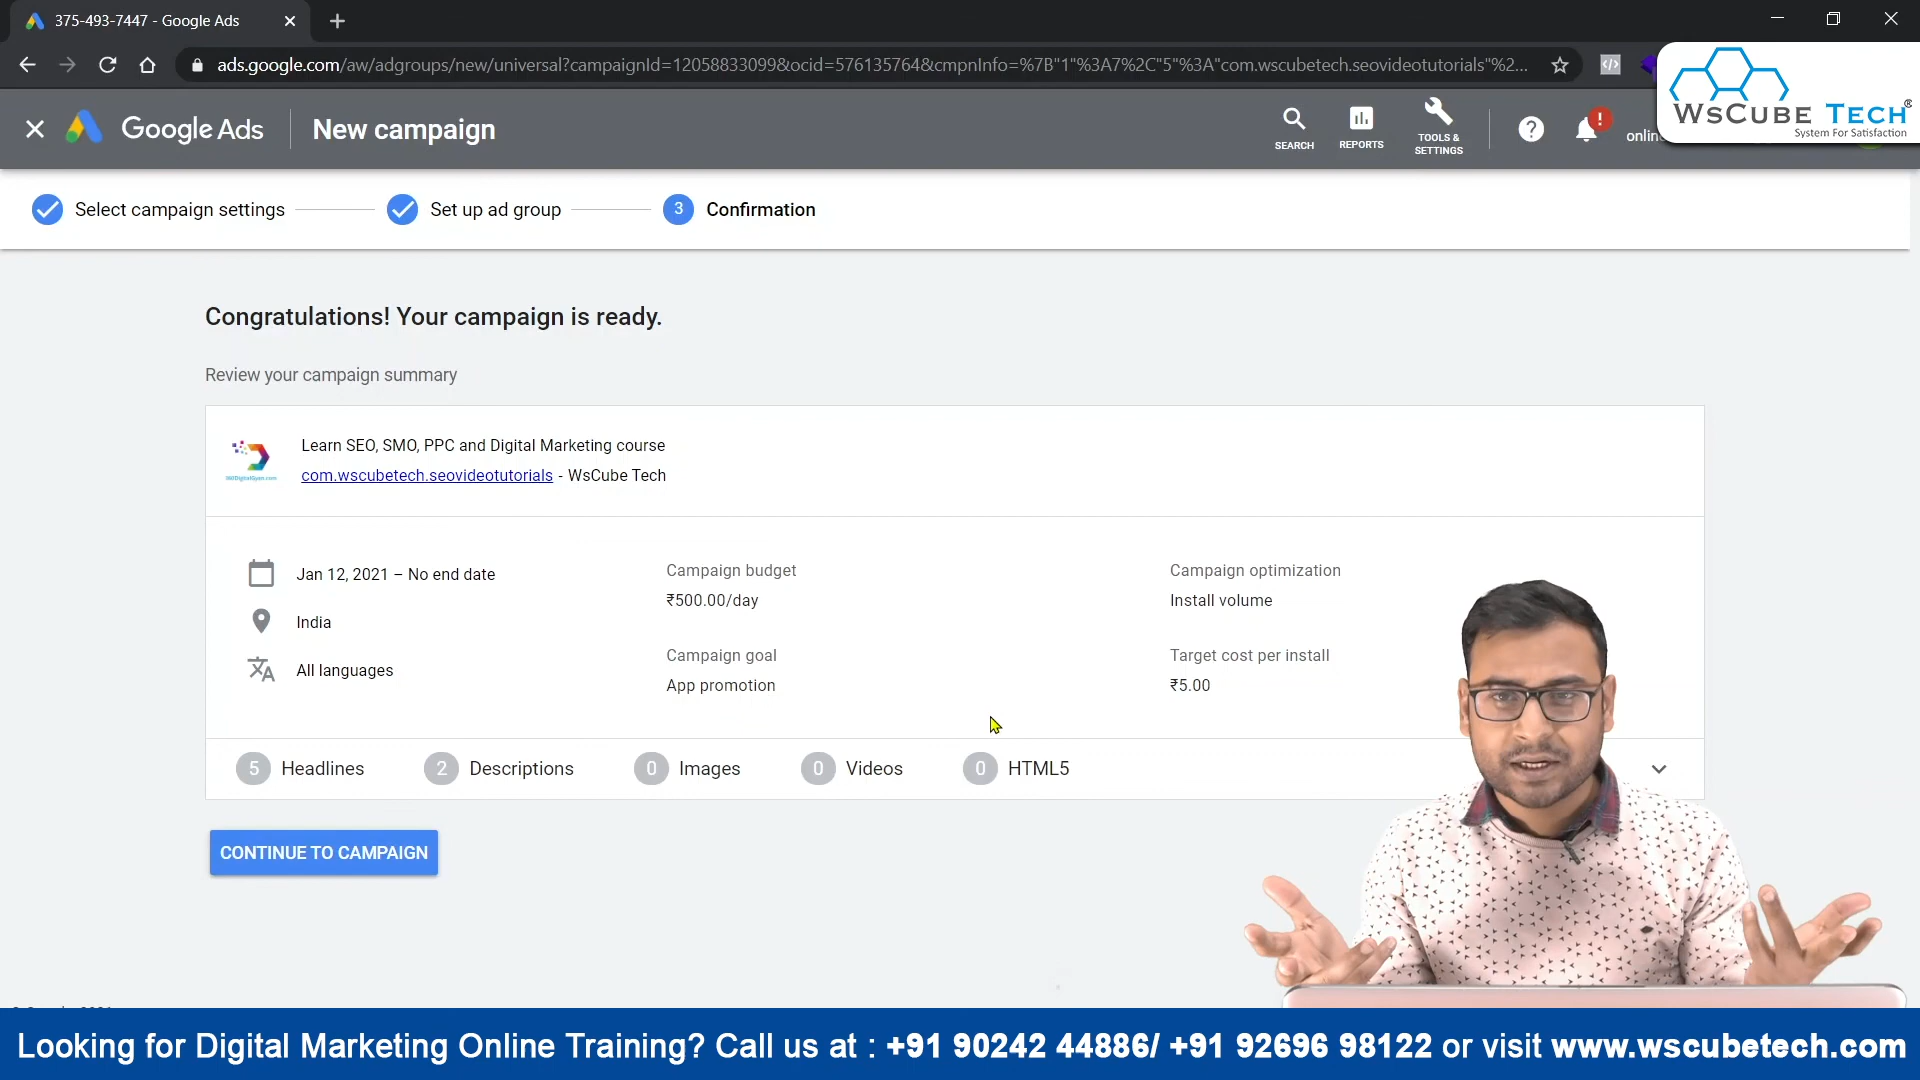 375-493-7447 - Google Ads
ads.google.com/aw/adgroups/new/universal?campaignId=12058833099&ocid=576135764&cmpnInfo=%7B"1"%3A7%2C"5"%3A"com.wscubetech.seovideotutorials"%2...
WsCube Tech®
System For Satisfaction
Google Ads
New campaign
SEARCH
REPORTS
TOOLS & SETTINGS
?
!
Select campaign settings
Set up ad group
3 Confirmation
Congratulations! Your campaign is ready.
Review your campaign summary
360DigitalGyan.com
Learn SEO, SMO, PPC and Digital Marketing course
com.wscubetech.seovideotutorials - WsCube Tech
Jan 12, 2021 – No end date
India
All languages
Campaign budget
₹500.00/day
Campaign goal
App promotion
Campaign optimization
Install volume
Target cost per install
₹5.00
5 Headlines
2 Descriptions
0 Images
0 Videos
0 HTML5
CONTINUE TO CAMPAIGN
Looking for Digital Marketing Online Training? Call us at : +91 90242 44886/ +91 92696 98122 or visit www.wscubetech.com